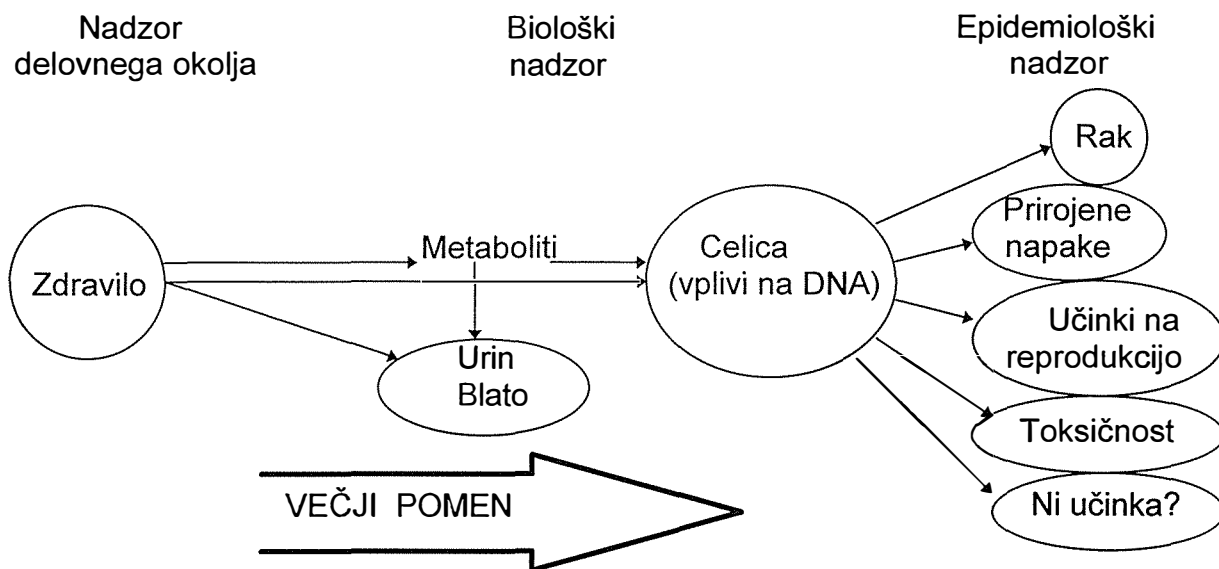 Nadzor
delovnega okolja
Biološki
nadzor
Epidemiološki
nadzor
Rak
Prirojene
napake
Zdravilo
Metaboliti
Celica
(vplivi na DNA)
Učinki na
reprodukcijo
Urin
Blato
Toksičnost
VEČJI POMEN
Ni učinka?